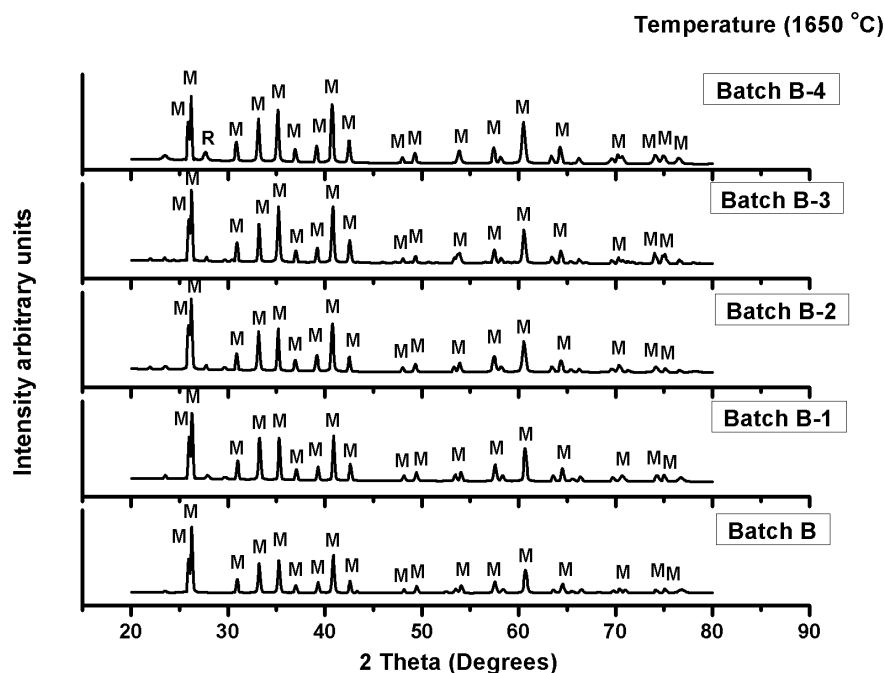 Temperature (1650 °C)
M
M R M M M M M M M M M M M M M M M M
Batch B-4
M
M M M M M M M M M M M M M M M M
Batch B-3
M
M M M M M M M M M M M M M M M M
Batch B-2
M
M M M M M M M M M M M M M M M M
Batch B-1
M
M M M M M M M M M M M M M M M M
Batch B
Intensity arbitrary units
20 30 40 50 60 70 80 90
2 Theta (Degrees)